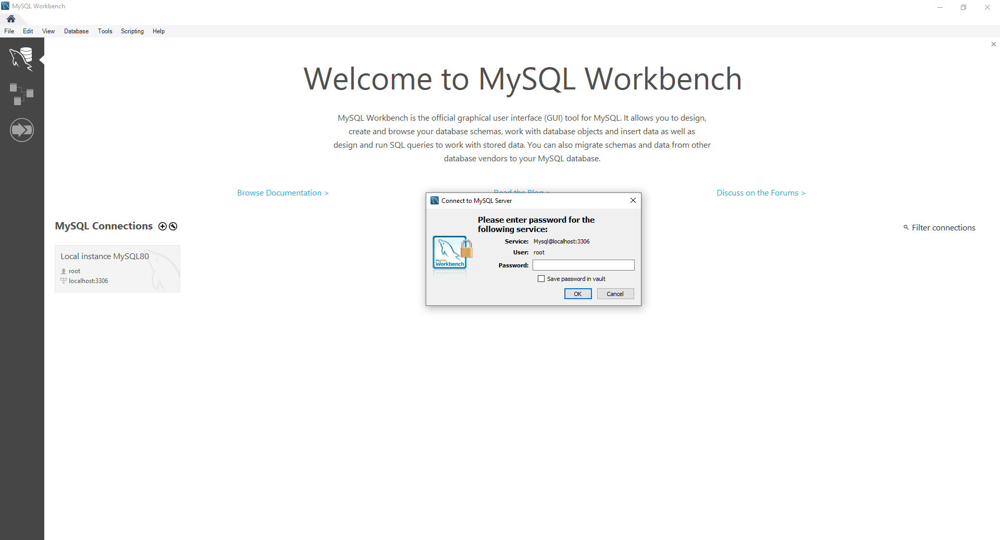 MySQL Workbench
File Edit View Database Tools Scripting Help
Welcome to MySQL Workbench
MySQL Workbench is the official graphical user interface (GUI) tool for MySQL. It allows you to design,
create and browse your database schemas, work with database objects and insert data as well as
design and run SQL queries to work with stored data. You can also migrate schemas and data from other
database vendors to your MySQL database.
Browse Documentation > Read the Blog > Discuss on the Forums >
MySQL Connections
Filter connections
Local instance MySQL80
root
localhost:3306
Connect to MySQL Server
Please enter password for the
following service:
Service: Mysql@localhost:3306
User: root
Password:
MySQL
Workbench
Save password in vault
OK Cancel